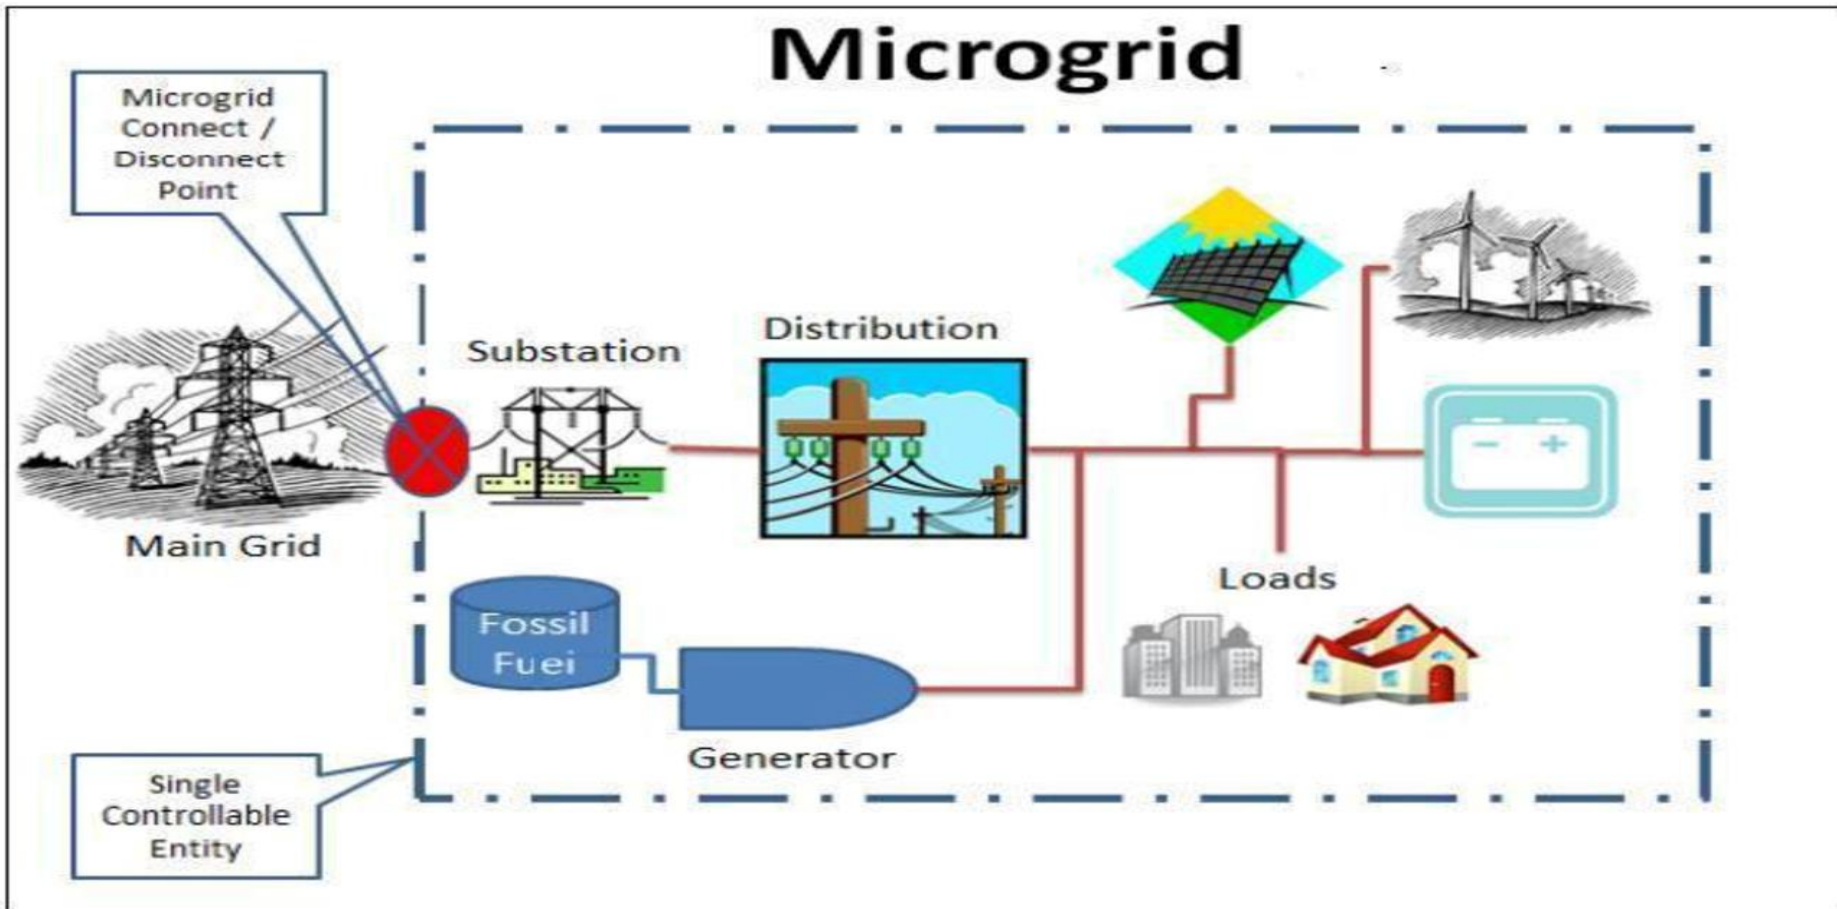 Microgrid
Microgrid
Connect /
Disconnect
Point
Substation
Distribution
Main Grid
Loads
Fossil
Fuei
Generator
Single
Controllable
Entity